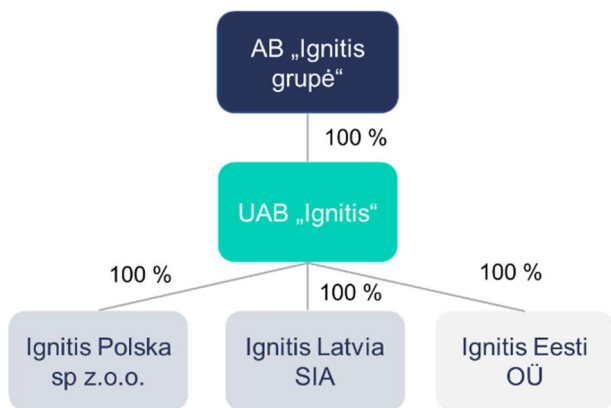 AB „Ignitis
grupė“
100 %
UAB „Ignitis“
100 %
100 %
100 %
Ignitis Polska
sp z.o.o.
Ignitis Latvia
SIA
Ignitis Eesti
OÜ